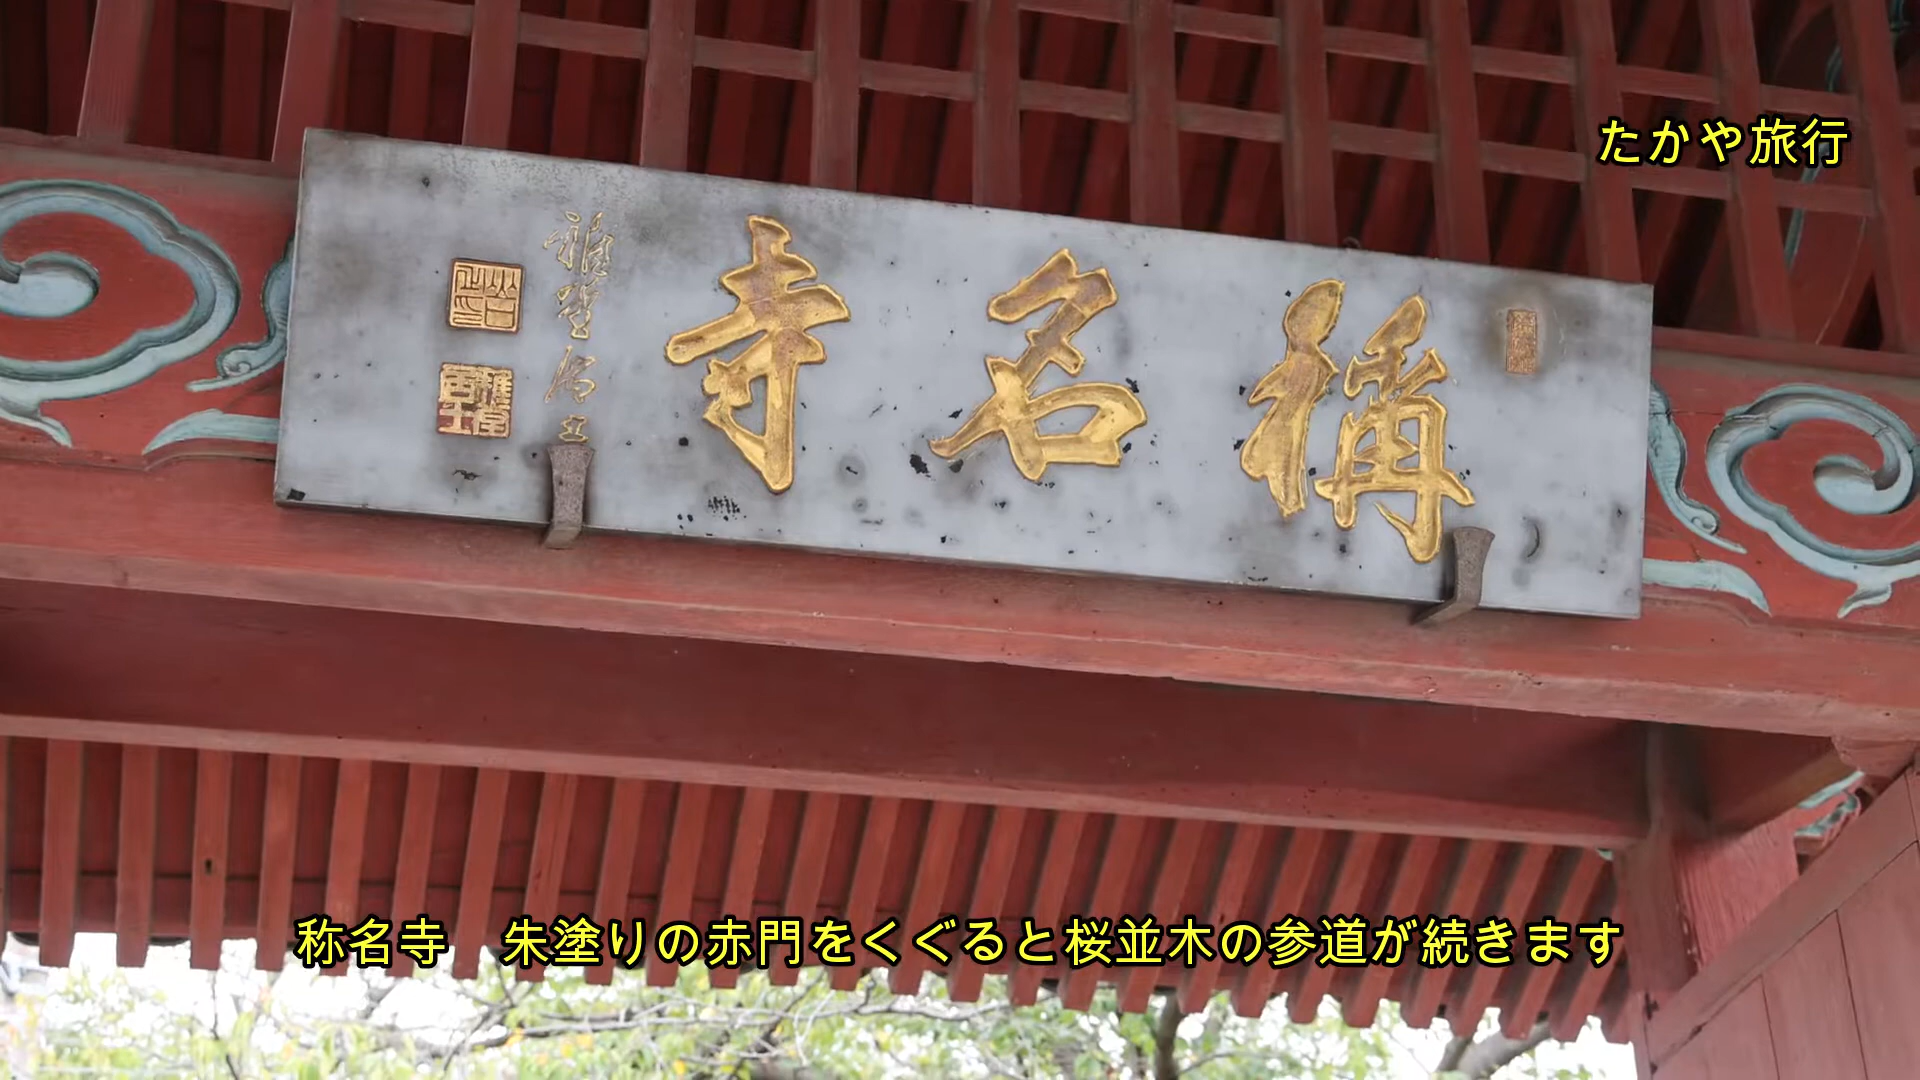 たかや旅行
稱名寺
称名寺　朱塗りの赤門をくぐると桜並木の参道が続きます